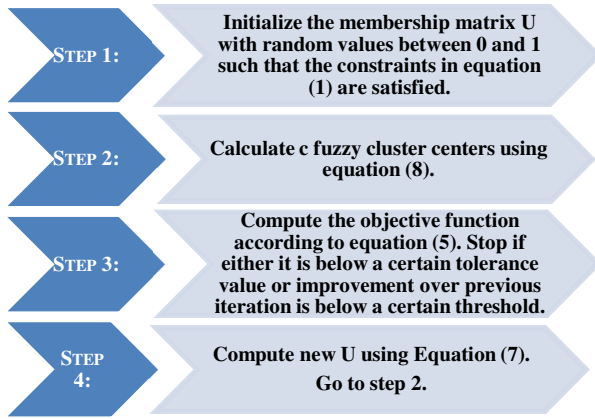 STEP 1:
Initialize the membership matrix U
with random values between 0 and 1
such that the constraints in equation
(1) are satisfied.
STEP 2:
Calculate c fuzzy cluster centers using
equation (8).
STEP 3:
Compute the objective function
according to equation (5). Stop if
either it is below a certain tolerance
value or improvement over previous
iteration is below a certain threshold.
STEP
4:
Compute new U using Equation (7).
Go to step 2.